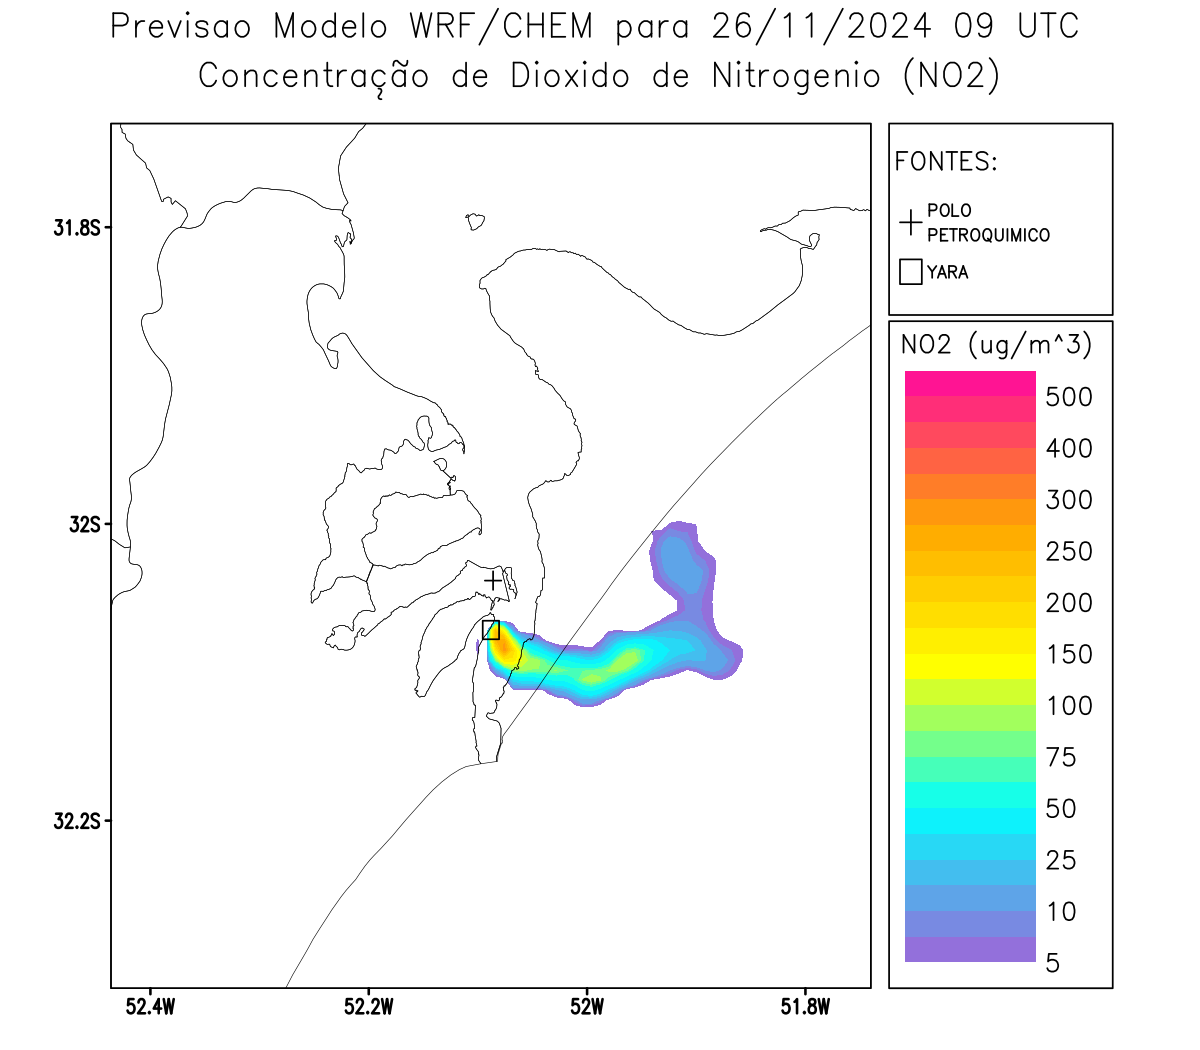 Previsao Modelo WRF/CHEM para 26/11/2024 09 UTC
Concentração de Dioxido de Nitrogenio (NO2)
FONTES:
POLO
PETROQUIMICO
YARA
NO2 (ug/m^3)
500
400
300
250
200
150
100
75
50
25
10
5
31.8S
32S
32.2S
52.4W
52.2W
52W
51.8W